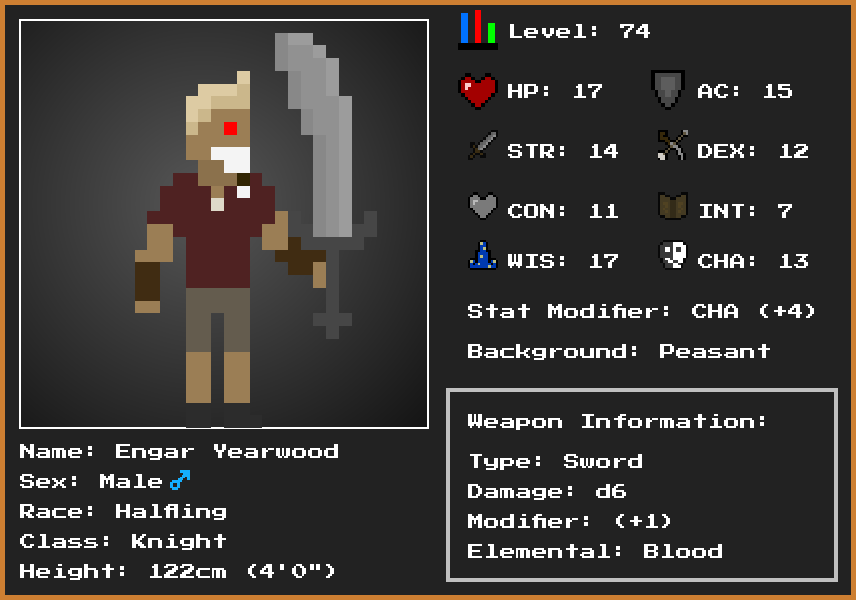 Level: 74
HP: 17 AC: 15
STR: 14 DEX: 12
CON: 11 INT: 7
WIS: 17 CHA: 13
Stat Modifier: CHA (+4)
Background: Peasant
Weapon Information:
Type: Sword
Damage: d6
Modifier: (+1)
Elemental: Blood
Name: Engar Yearwood
Sex: Male ♂
Race: Halfling
Class: Knight
Height: 122cm (4'0")